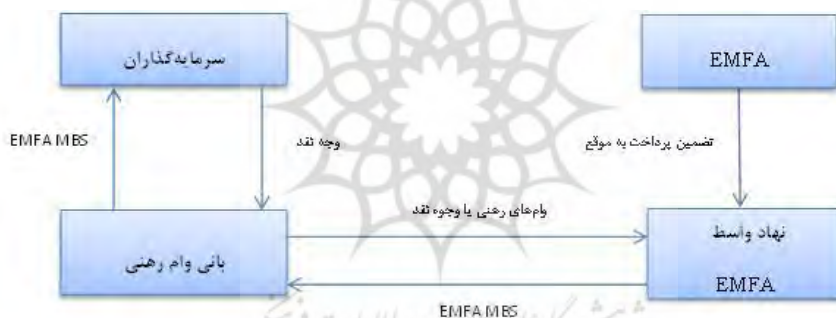 سرمایه‌گذاران
EMFA
EMFA MBS
وجه نقد
تضمین پرداخت به موقع
وام‌های رهنی یا وجوه نقد
بانی وام رهنی
نهاد واسط
EMFA
EMFA MBS